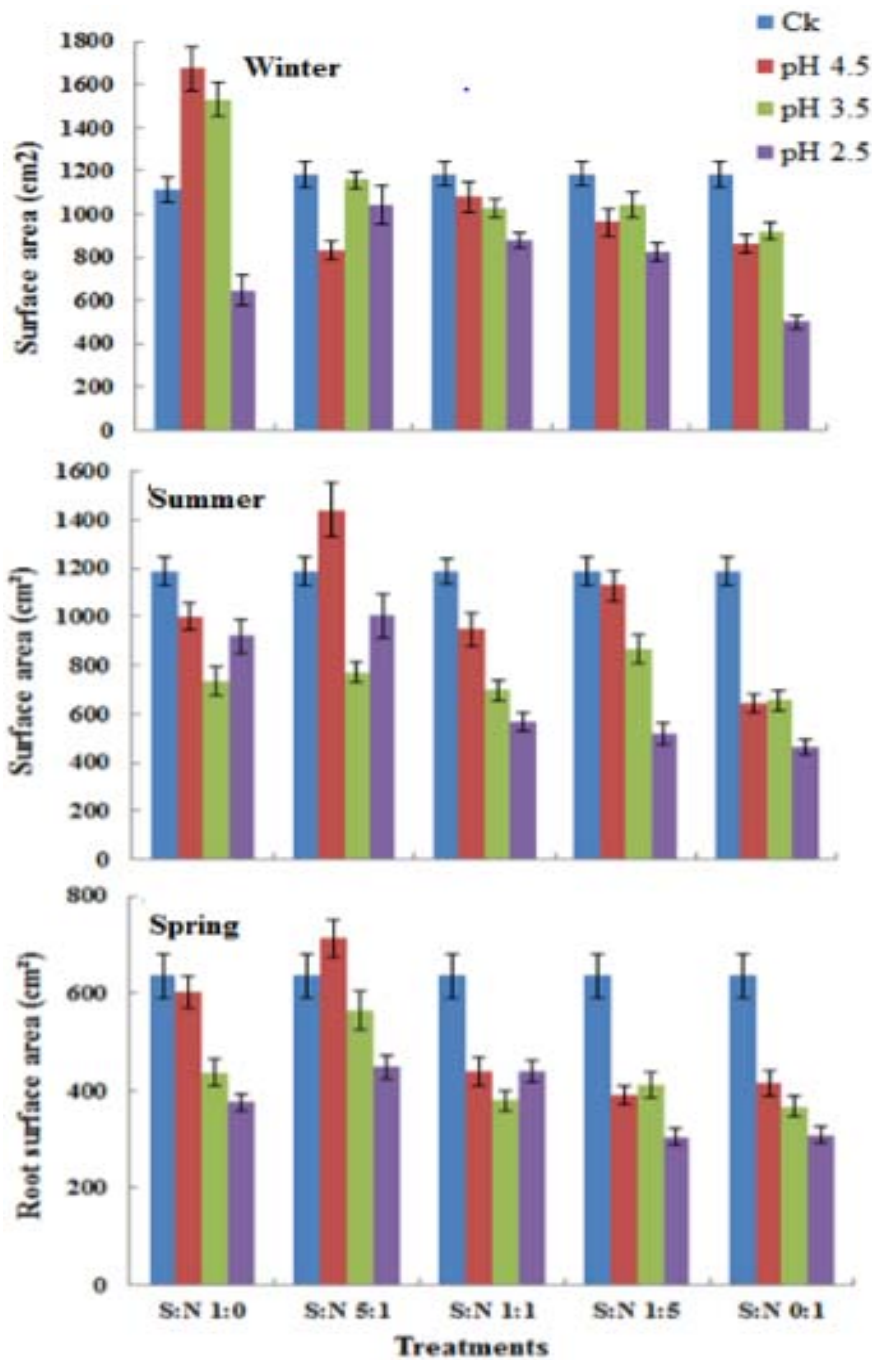 Ck
pH 4.5
pH 3.5
pH 2.5
Winter
Surface area (cm2)
1800
1600
1400
1200
1000
800
600
400
200
0
Summer
Surface area (cm²)
1600
1400
1200
1000
800
600
400
200
0
Spring
Root surface area (cm²)
800
600
400
200
0
S:N 1:0 S:N 5:1 S:N 1:1 S:N 1:5 S:N 0:1
Treatments